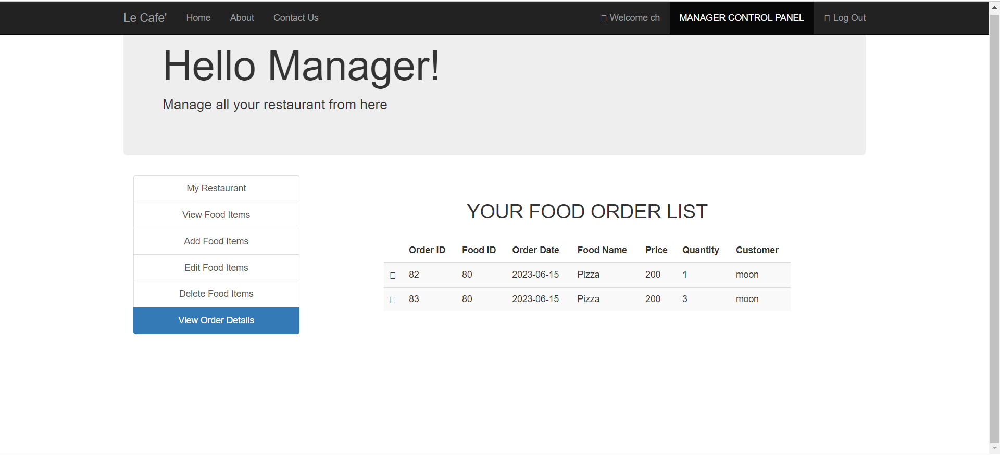 Le Cafe' Home About Contact Us Welcome ch MANAGER CONTROL PANEL Log Out
Hello Manager!
Manage all your restaurant from here
My Restaurant
View Food Items
Add Food Items
Edit Food Items
Delete Food Items
View Order Details
YOUR FOOD ORDER LIST
Order ID Food ID Order Date Food Name Price Quantity Customer
82 80 2023-06-15 Pizza 200 1 moon
83 80 2023-06-15 Pizza 200 3 moon